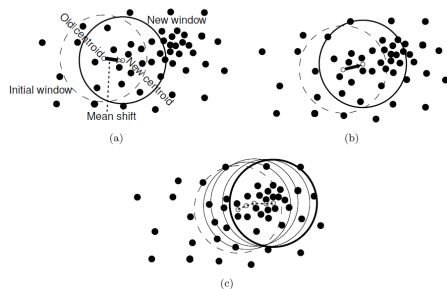 Old centroid
New window
New centroid
Initial window
Mean shift
(a)
(b)
(c)